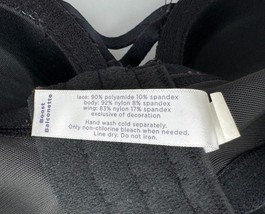 Boost
Balconette
lace: 90% polyamide 10% spandex
body: 92% nylon 8% spandex
wing: 83% nylon 17% spandex
exclusive of decoration
Hand wash cold separately.
Only non-chlorine bleach when needed.
Line dry. Do not iron.